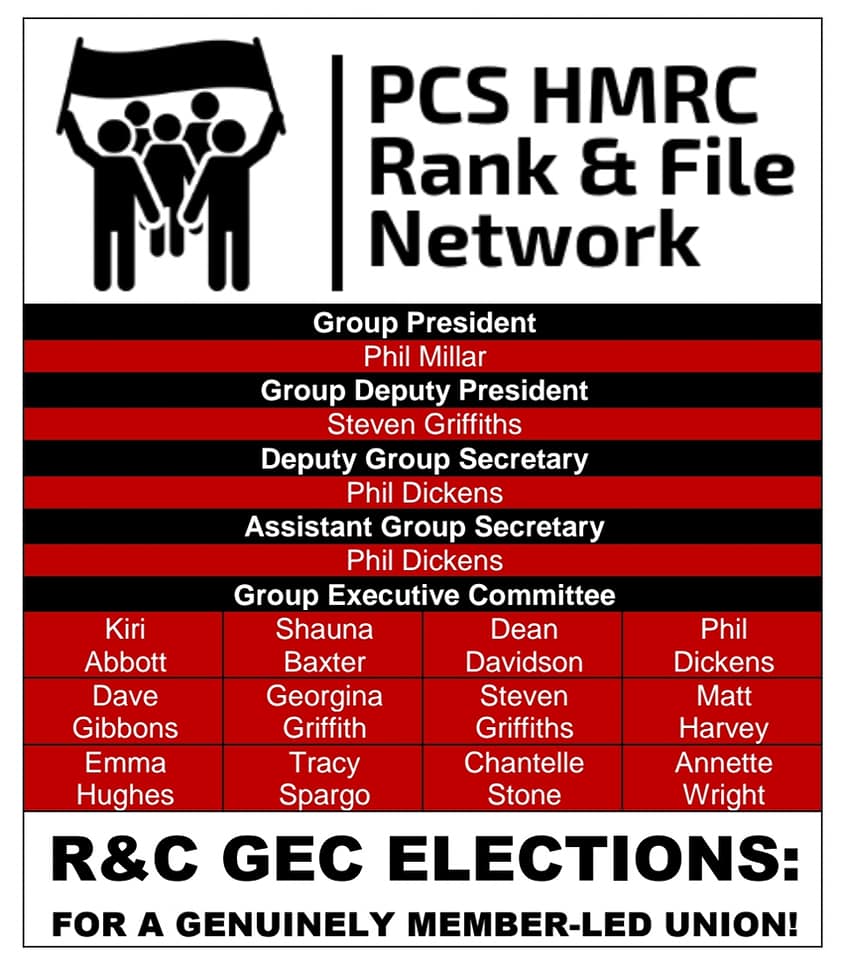 PCS HMRC
Rank & File
Network
Group President
Phil Millar
Group Deputy President
Steven Griffiths
Deputy Group Secretary
Phil Dickens
Assistant Group Secretary
Phil Dickens
Group Executive Committee
Kiri Abbott
Shauna Baxter
Dean Davidson
Phil Dickens
Dave Gibbons
Georgina Griffith
Steven Griffiths
Matt Harvey
Emma Hughes
Tracy Spargo
Chantelle Stone
Annette Wright
R&C GEC ELECTIONS:
FOR A GENUINELY MEMBER-LED UNION!